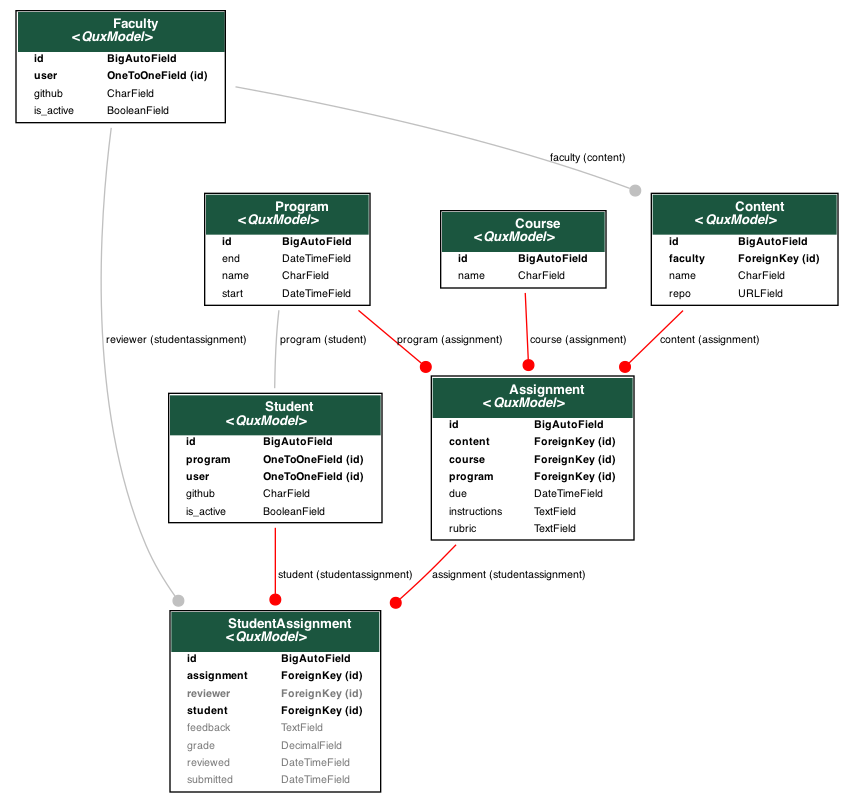 Faculty
<QuxModel>
id BigAutoField
user OneToOneField (id)
github CharField
is_active BooleanField
faculty (content)
Program
<QuxModel>
id BigAutoField
end DateTimeField
name CharField
start DateTimeField
Course
<QuxModel>
id BigAutoField
name CharField
Content
<QuxModel>
id BigAutoField
faculty ForeignKey (id)
name CharField
repo URLField
reviewer (studentassignment)
program (student)
program (assignment)
course (assignment)
content (assignment)
Student
<QuxModel>
id BigAutoField
program OneToOneField (id)
user OneToOneField (id)
github CharField
is_active BooleanField
Assignment
<QuxModel>
id BigAutoField
content ForeignKey (id)
course ForeignKey (id)
program ForeignKey (id)
due DateTimeField
instructions TextField
rubric TextField
student (studentassignment)
assignment (studentassignment)
StudentAssignment
<QuxModel>
id BigAutoField
assignment ForeignKey (id)
reviewer ForeignKey (id)
student ForeignKey (id)
feedback TextField
grade DecimalField
reviewed DateTimeField
submitted DateTimeField